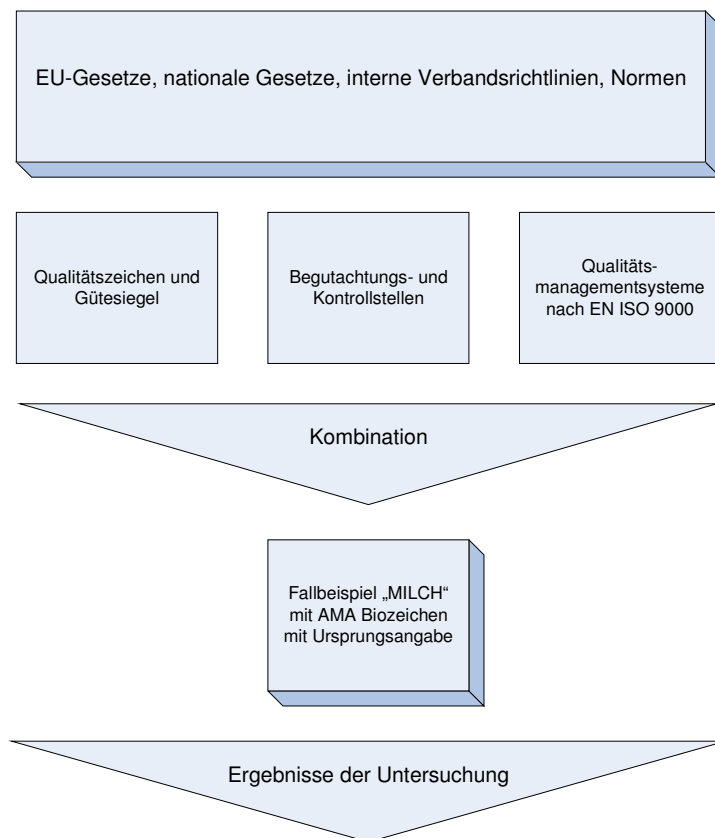 EU-Gesetze, nationale Gesetze, interne Verbandsrichtlinien, Normen
Qualitätszeichen und
Gütesiegel
Begutachtungs- und
Kontrollstellen
Qualitäts-
managementsysteme
nach EN ISO 9000
Kombination
Fallbeispiel „MILCH“
mit AMA Biozeichen
mit Ursprungsangabe
Ergebnisse der Untersuchung